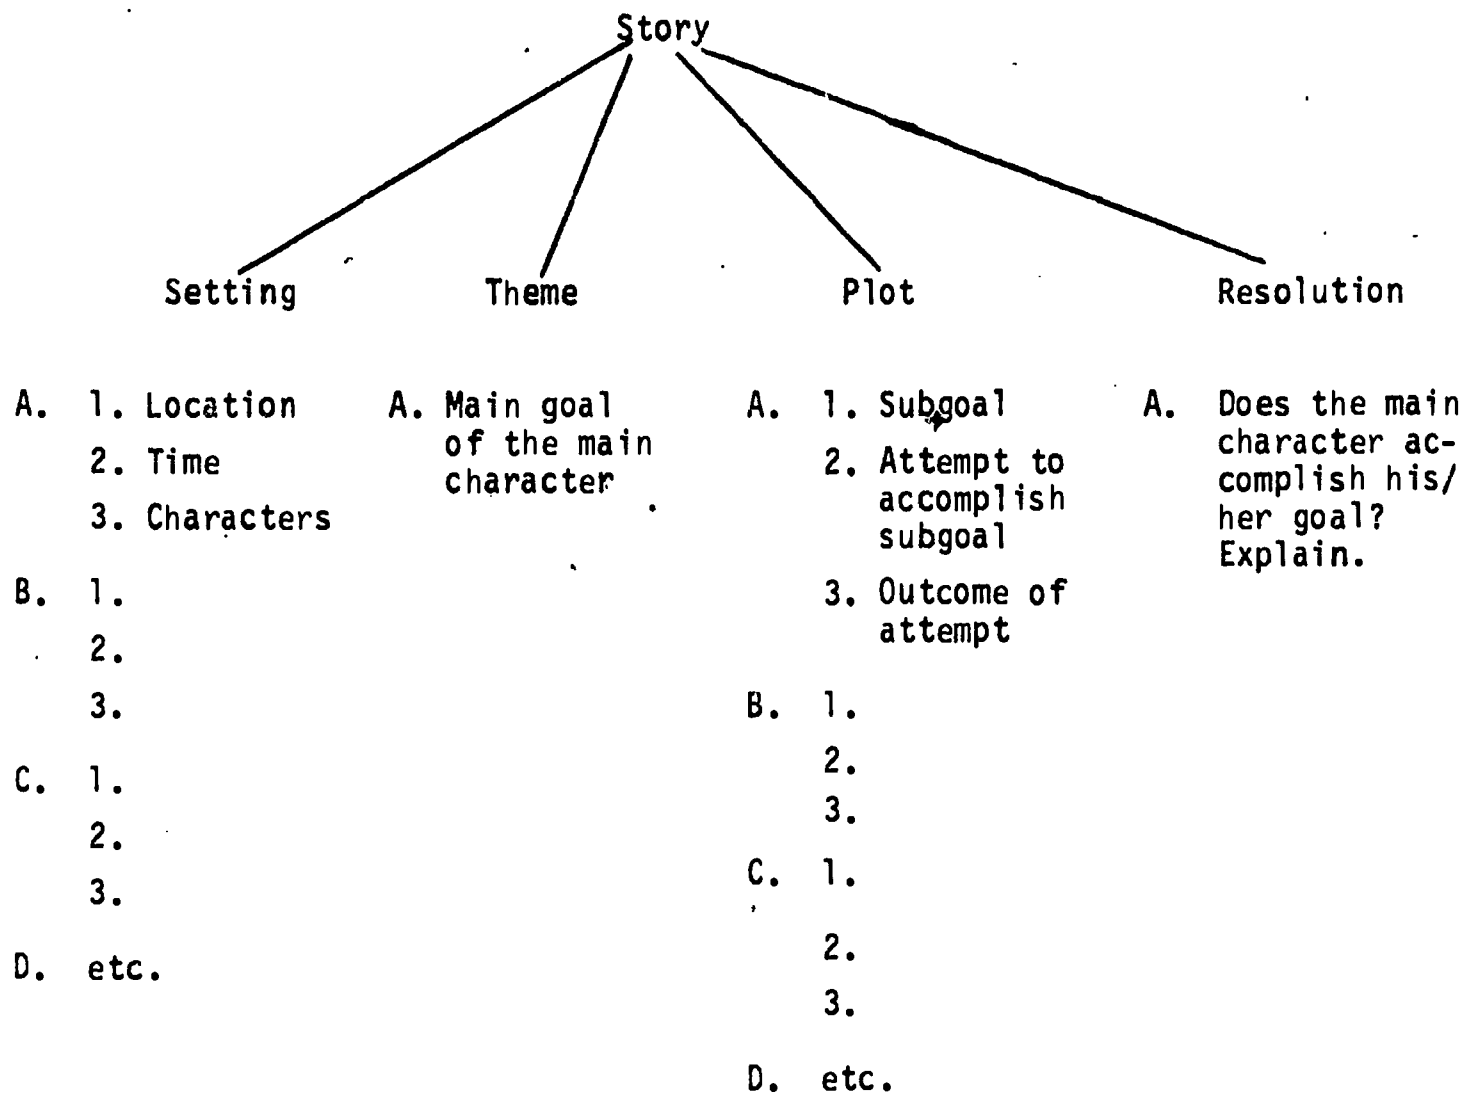 Story
Setting
Theme
Plot
Resolution
A. 1. Location
2. Time
3. Characters
B. 1.
2.
3.
C. 1.
2.
3.
D. etc.
A. Main goal
of the main
character
A. 1. Subgoal
2. Attempt to
accomplish
subgoal
3. Outcome of
attempt
B. 1.
2.
3.
C. 1.
2.
3.
D. etc.
A. Does the main
character ac-
complish his/
her goal?
Explain.